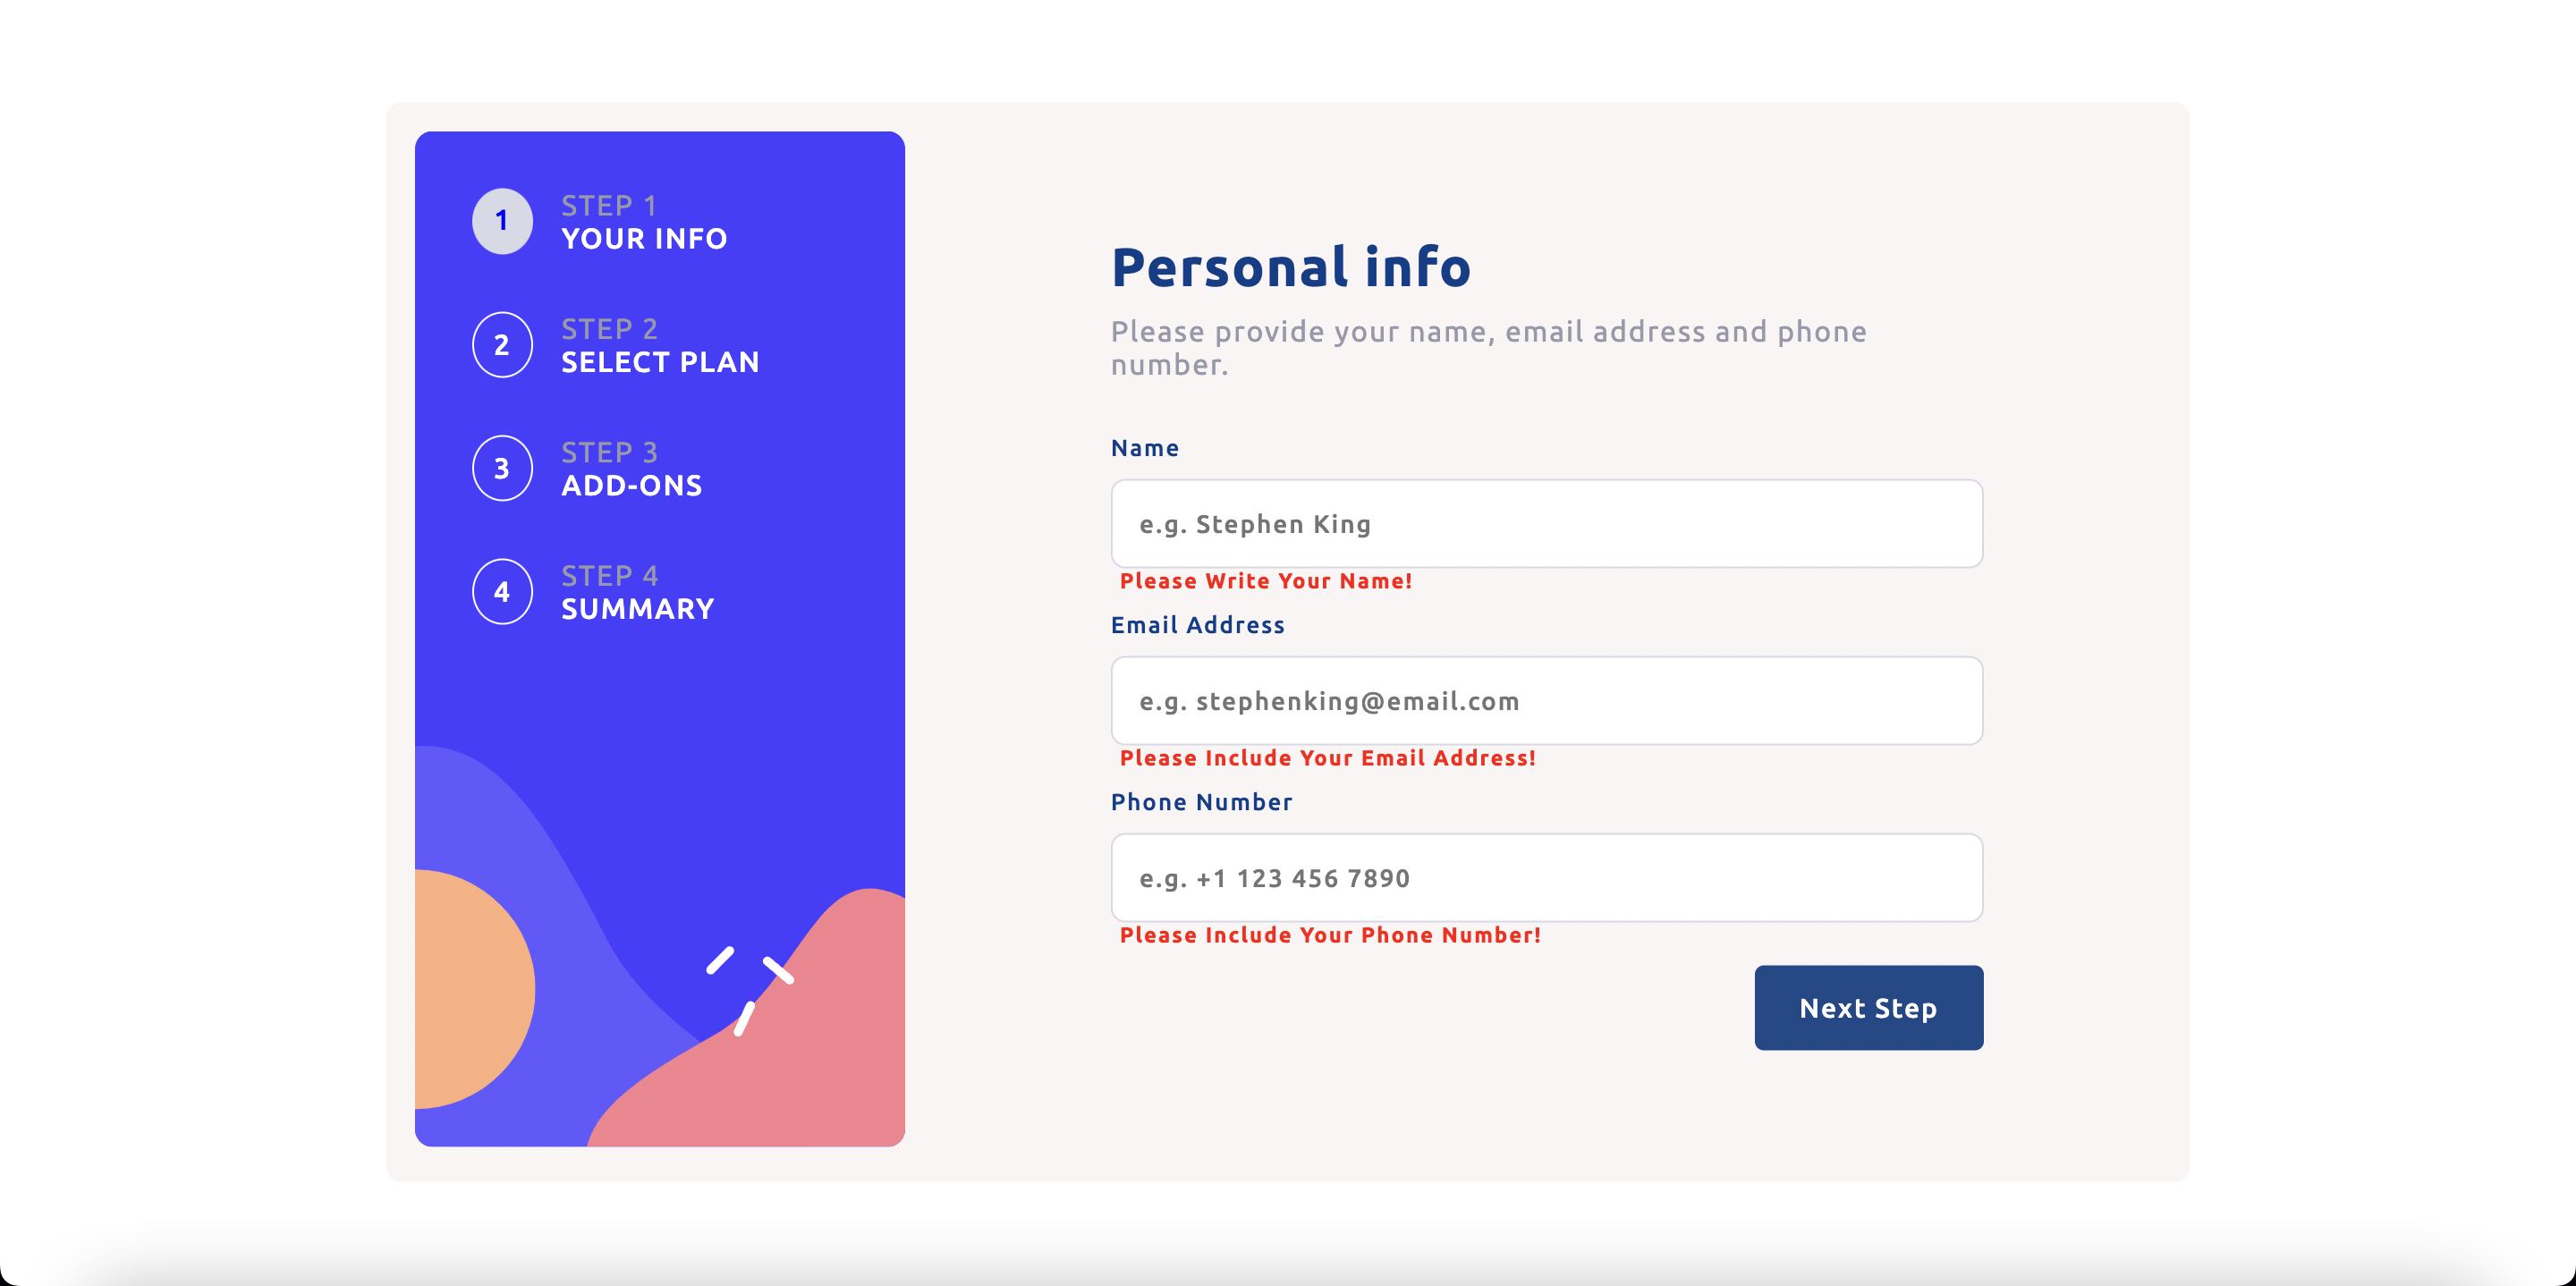 1
STEP 1
YOUR INFO
2
STEP 2
SELECT PLAN
3
STEP 3
ADD-ONS
4
STEP 4
SUMMARY
Personal info
Please provide your name, email address and phone
number.
Name
e.g. Stephen King
Please Write Your Name!
Email Address
e.g. stephenking@email.com
Please Include Your Email Address!
Phone Number
e.g. +1 123 456 7890
Please Include Your Phone Number!
Next Step